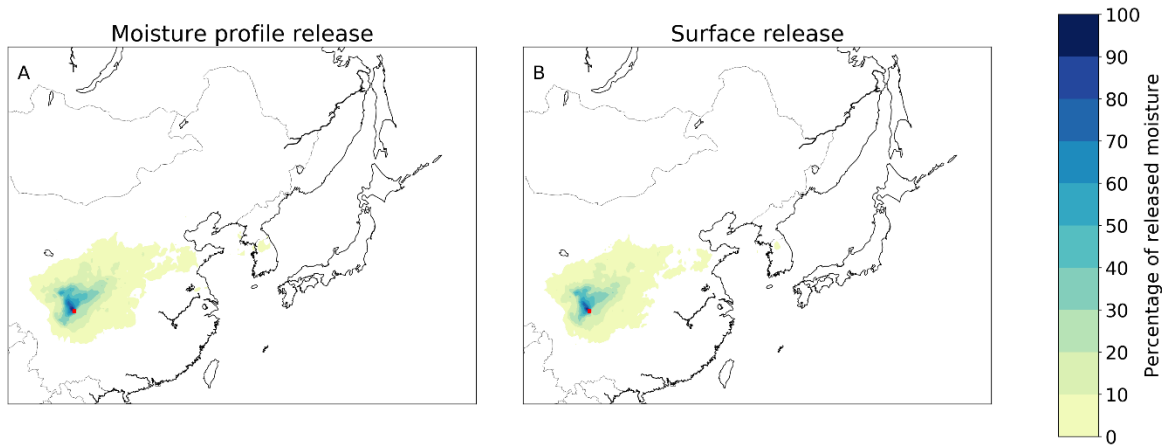 Moisture profile release
A
Surface release
B
100
90
80
70
60
50
40
30
20
10
0
Percentage of released moisture